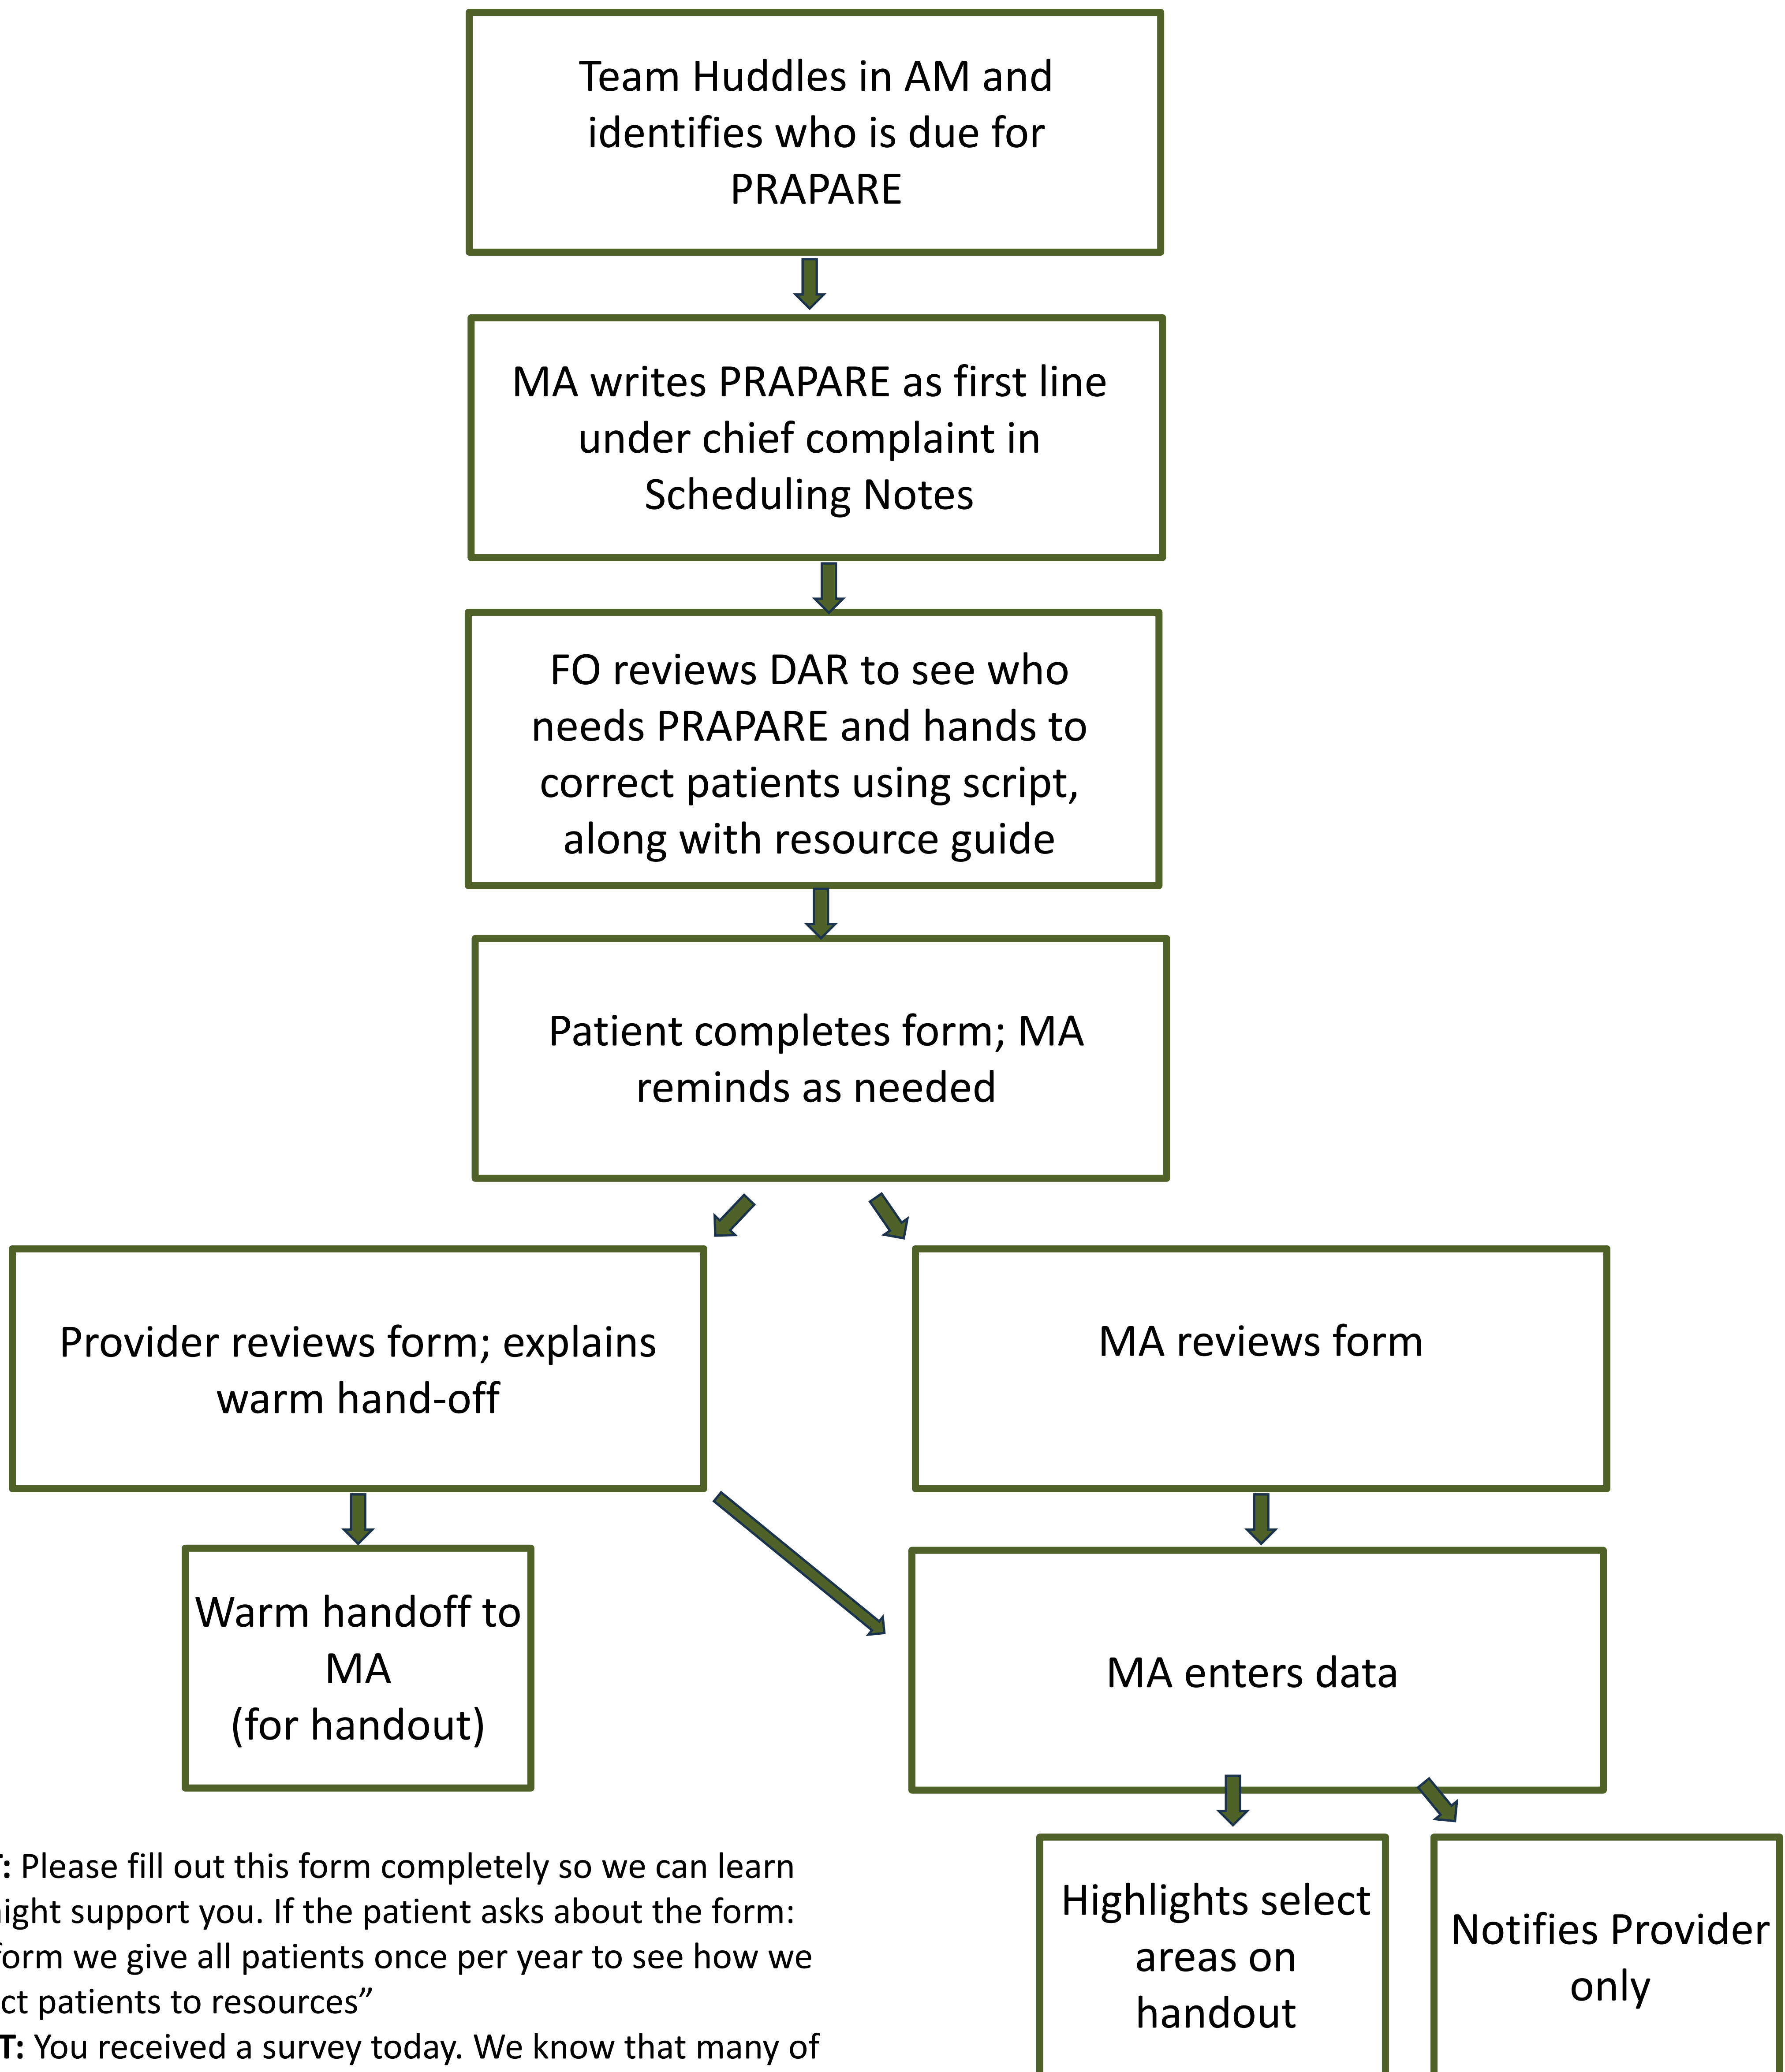 Team Huddles in AM and
identifies who is due for
PRAPARE
MA writes PRAPARE as first line
under chief complaint in
Scheduling Notes
FO reviews DAR to see who
needs PRAPARE and hands to
correct patients using script,
along with resource guide
Patient completes form; MA
reminds as needed
Provider reviews form; explains
warm hand-off
MA reviews form
Warm handoff to
MA
(for handout)
MA enters data
Highlights select
areas on
handout
Notifies Provider
only
T: Please fill out this form completely so we can learn
support you. If the patient asks about the form:
form we give all patients once per year to see how we
patients to resources”
T: You received a survey today. We know that many of